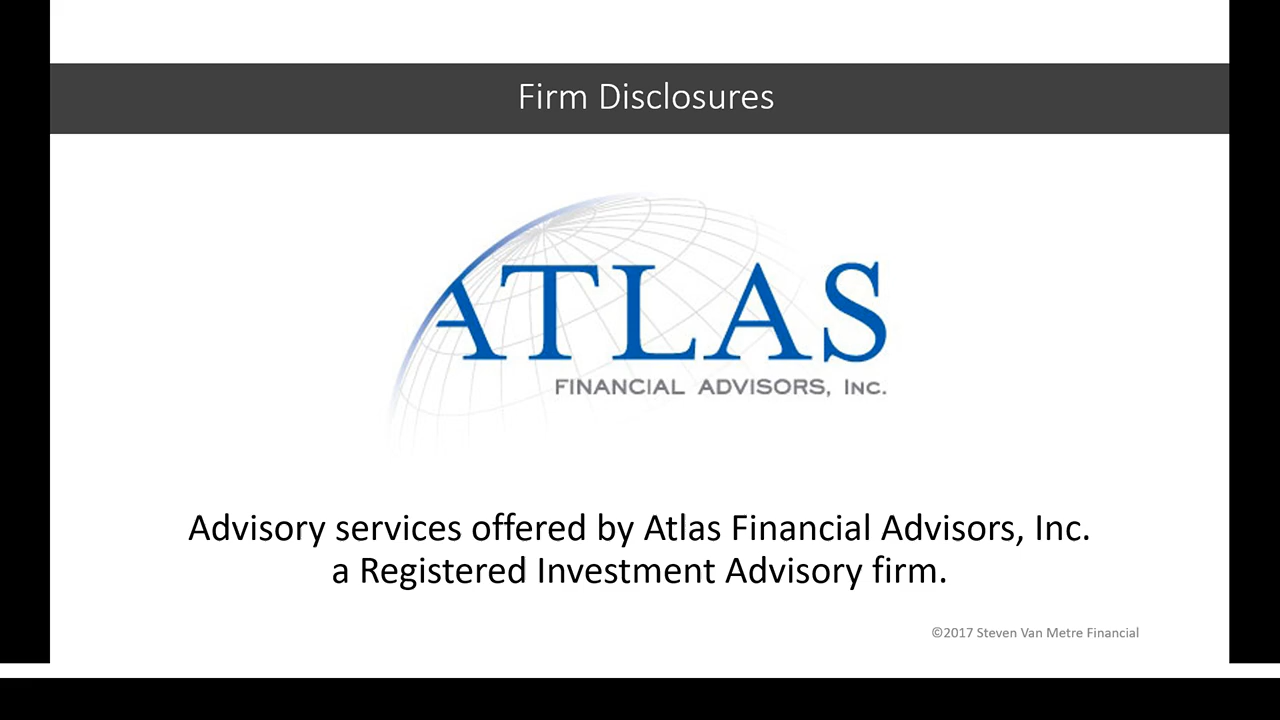 Firm Disclosures
ATLAS
FINANCIAL ADVISORS, INC.
Advisory services offered by Atlas Financial Advisors, Inc.
a Registered Investment Advisory firm.
©2017 Steven Van Metre Financial